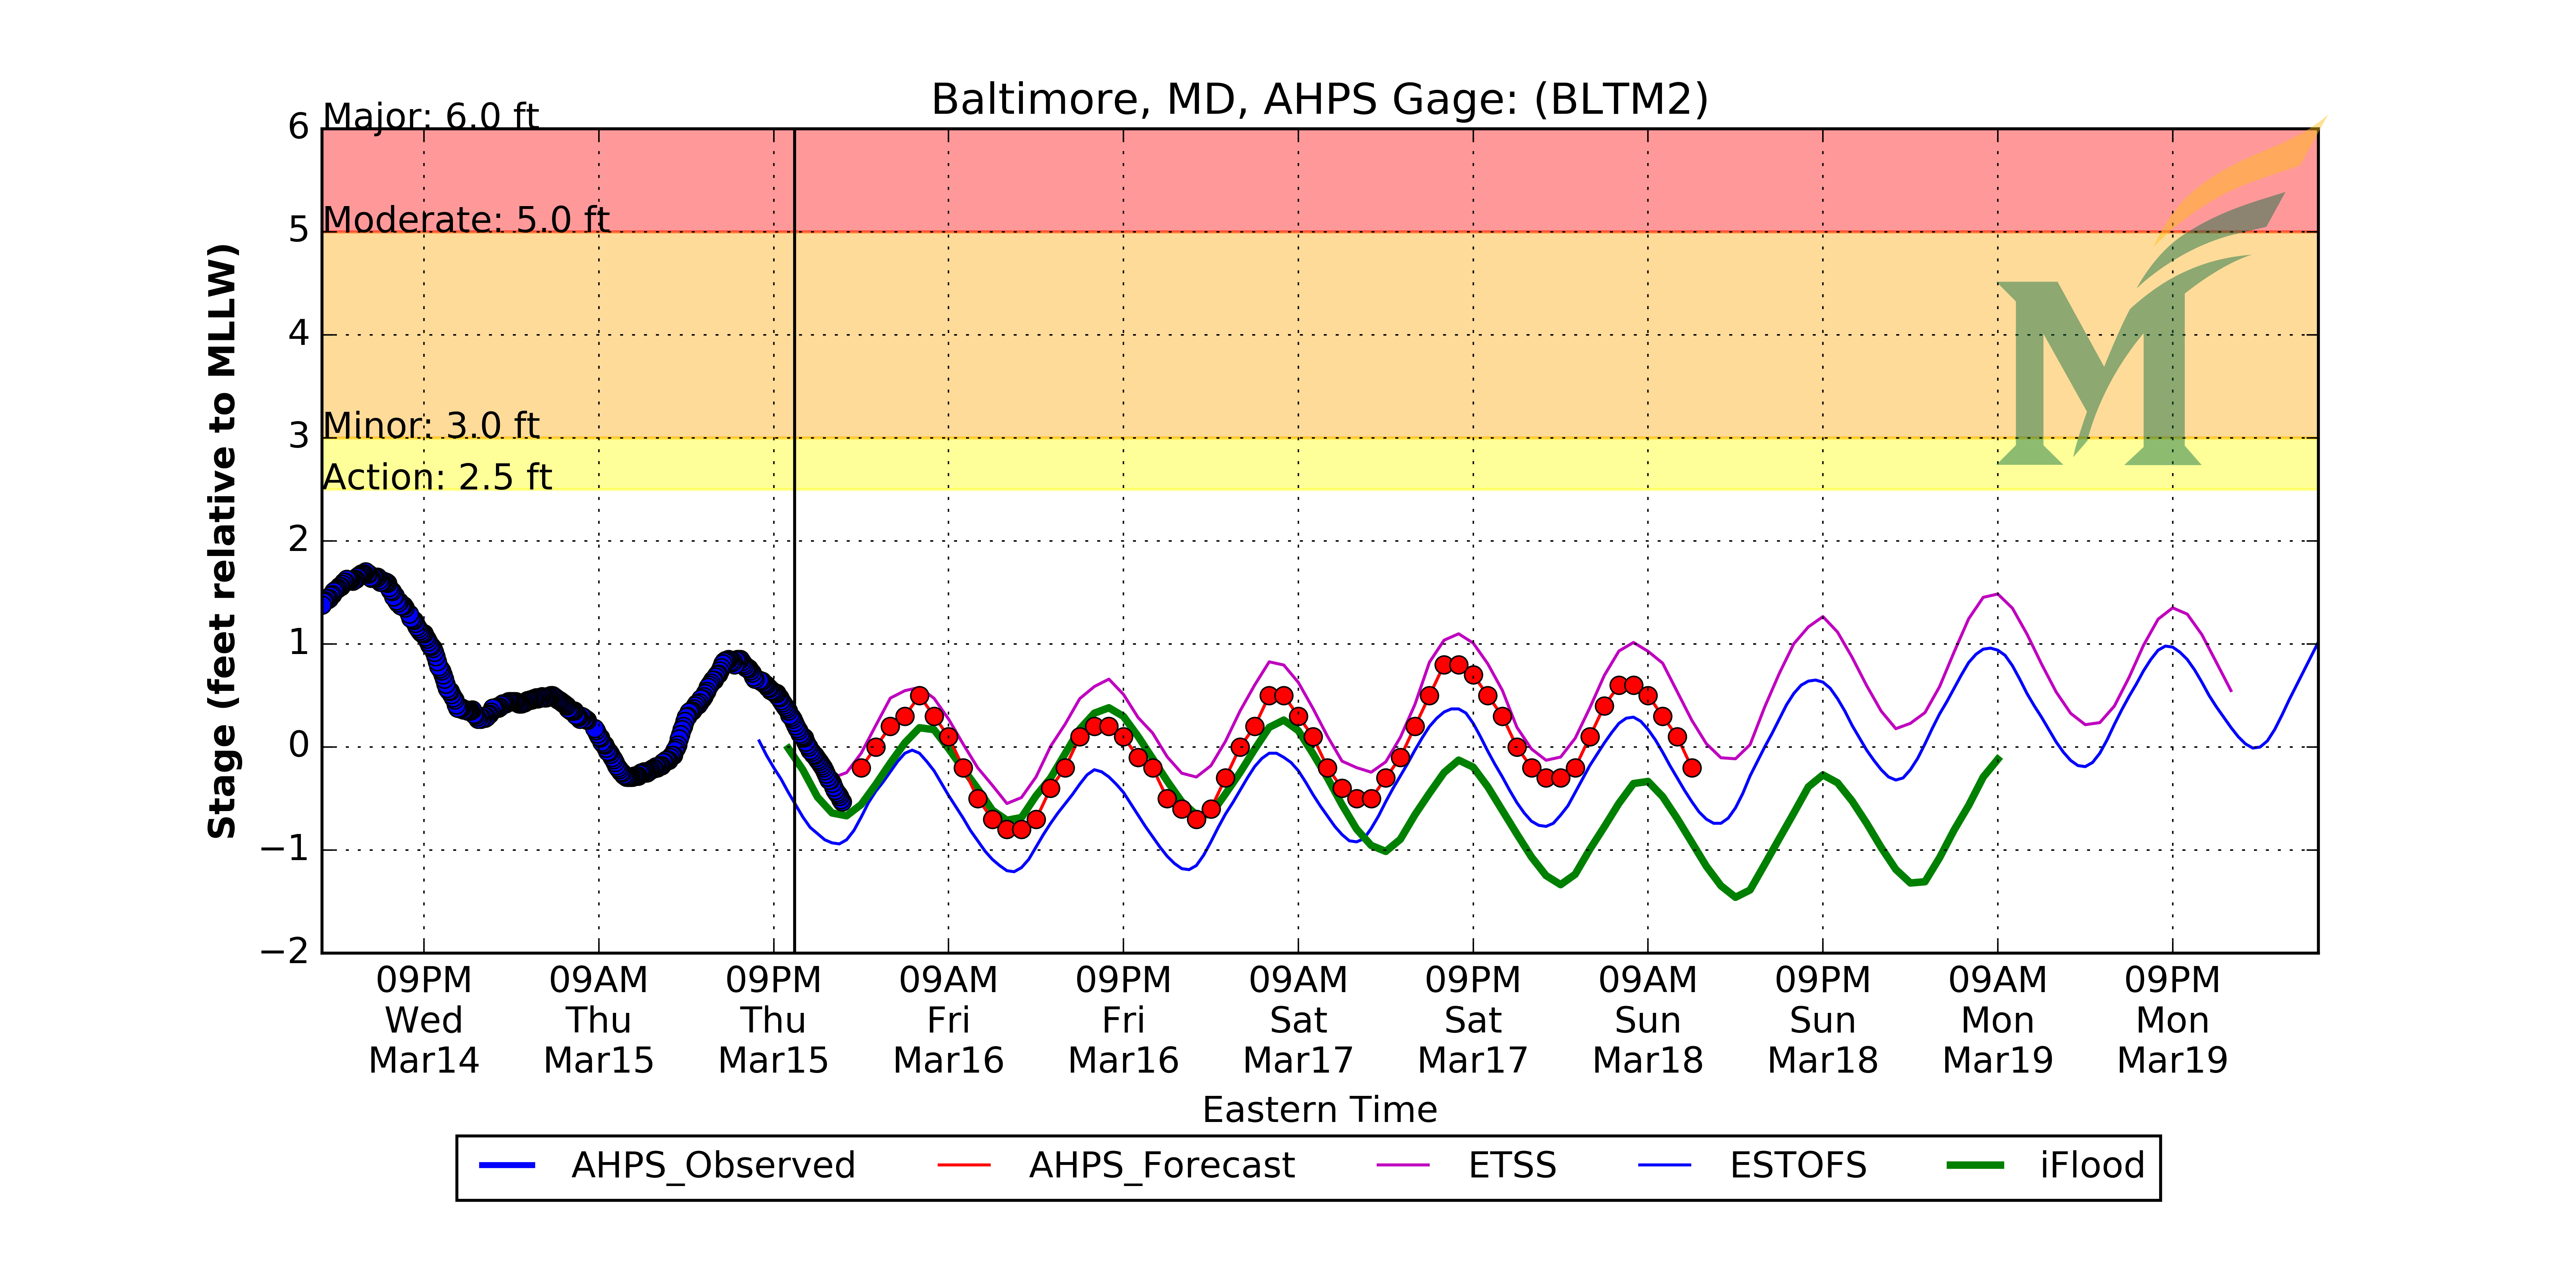 Baltimore, MD, AHPS Gage: (BLTM2)
Major: 6.0 ft
Moderate: 5.0 ft
Minor: 3.0 ft
Action: 2.5 ft
6
5
4
3
2
1
0
−1
−2
Stage (feet relative to MLLW)
09PM 09AM 09PM 09AM 09PM 09AM 09PM 09AM 09PM 09AM 09PM
Wed Thu Thu Fri Fri Sat Sat Sun Sun Mon Mon
Mar14 Mar15 Mar15 Mar16 Mar16 Mar17 Mar17 Mar18 Mar18 Mar19 Mar19
Eastern Time
AHPS_Observed AHPS_Forecast ETSS ESTOFS iFlood
M